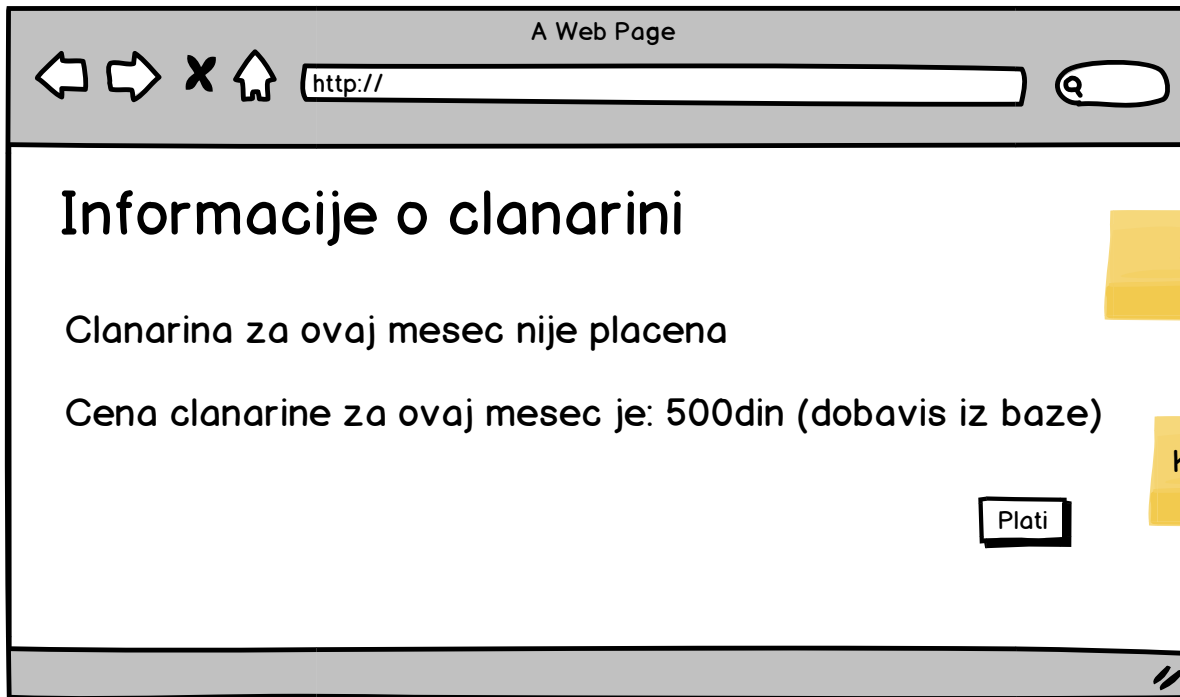 A Web Page
http://
Informacije o clanarini
Clanarina za ovaj mesec nije placena
Cena clanarine za ovaj mesec je: 500din (dobavis iz baze)
Plati